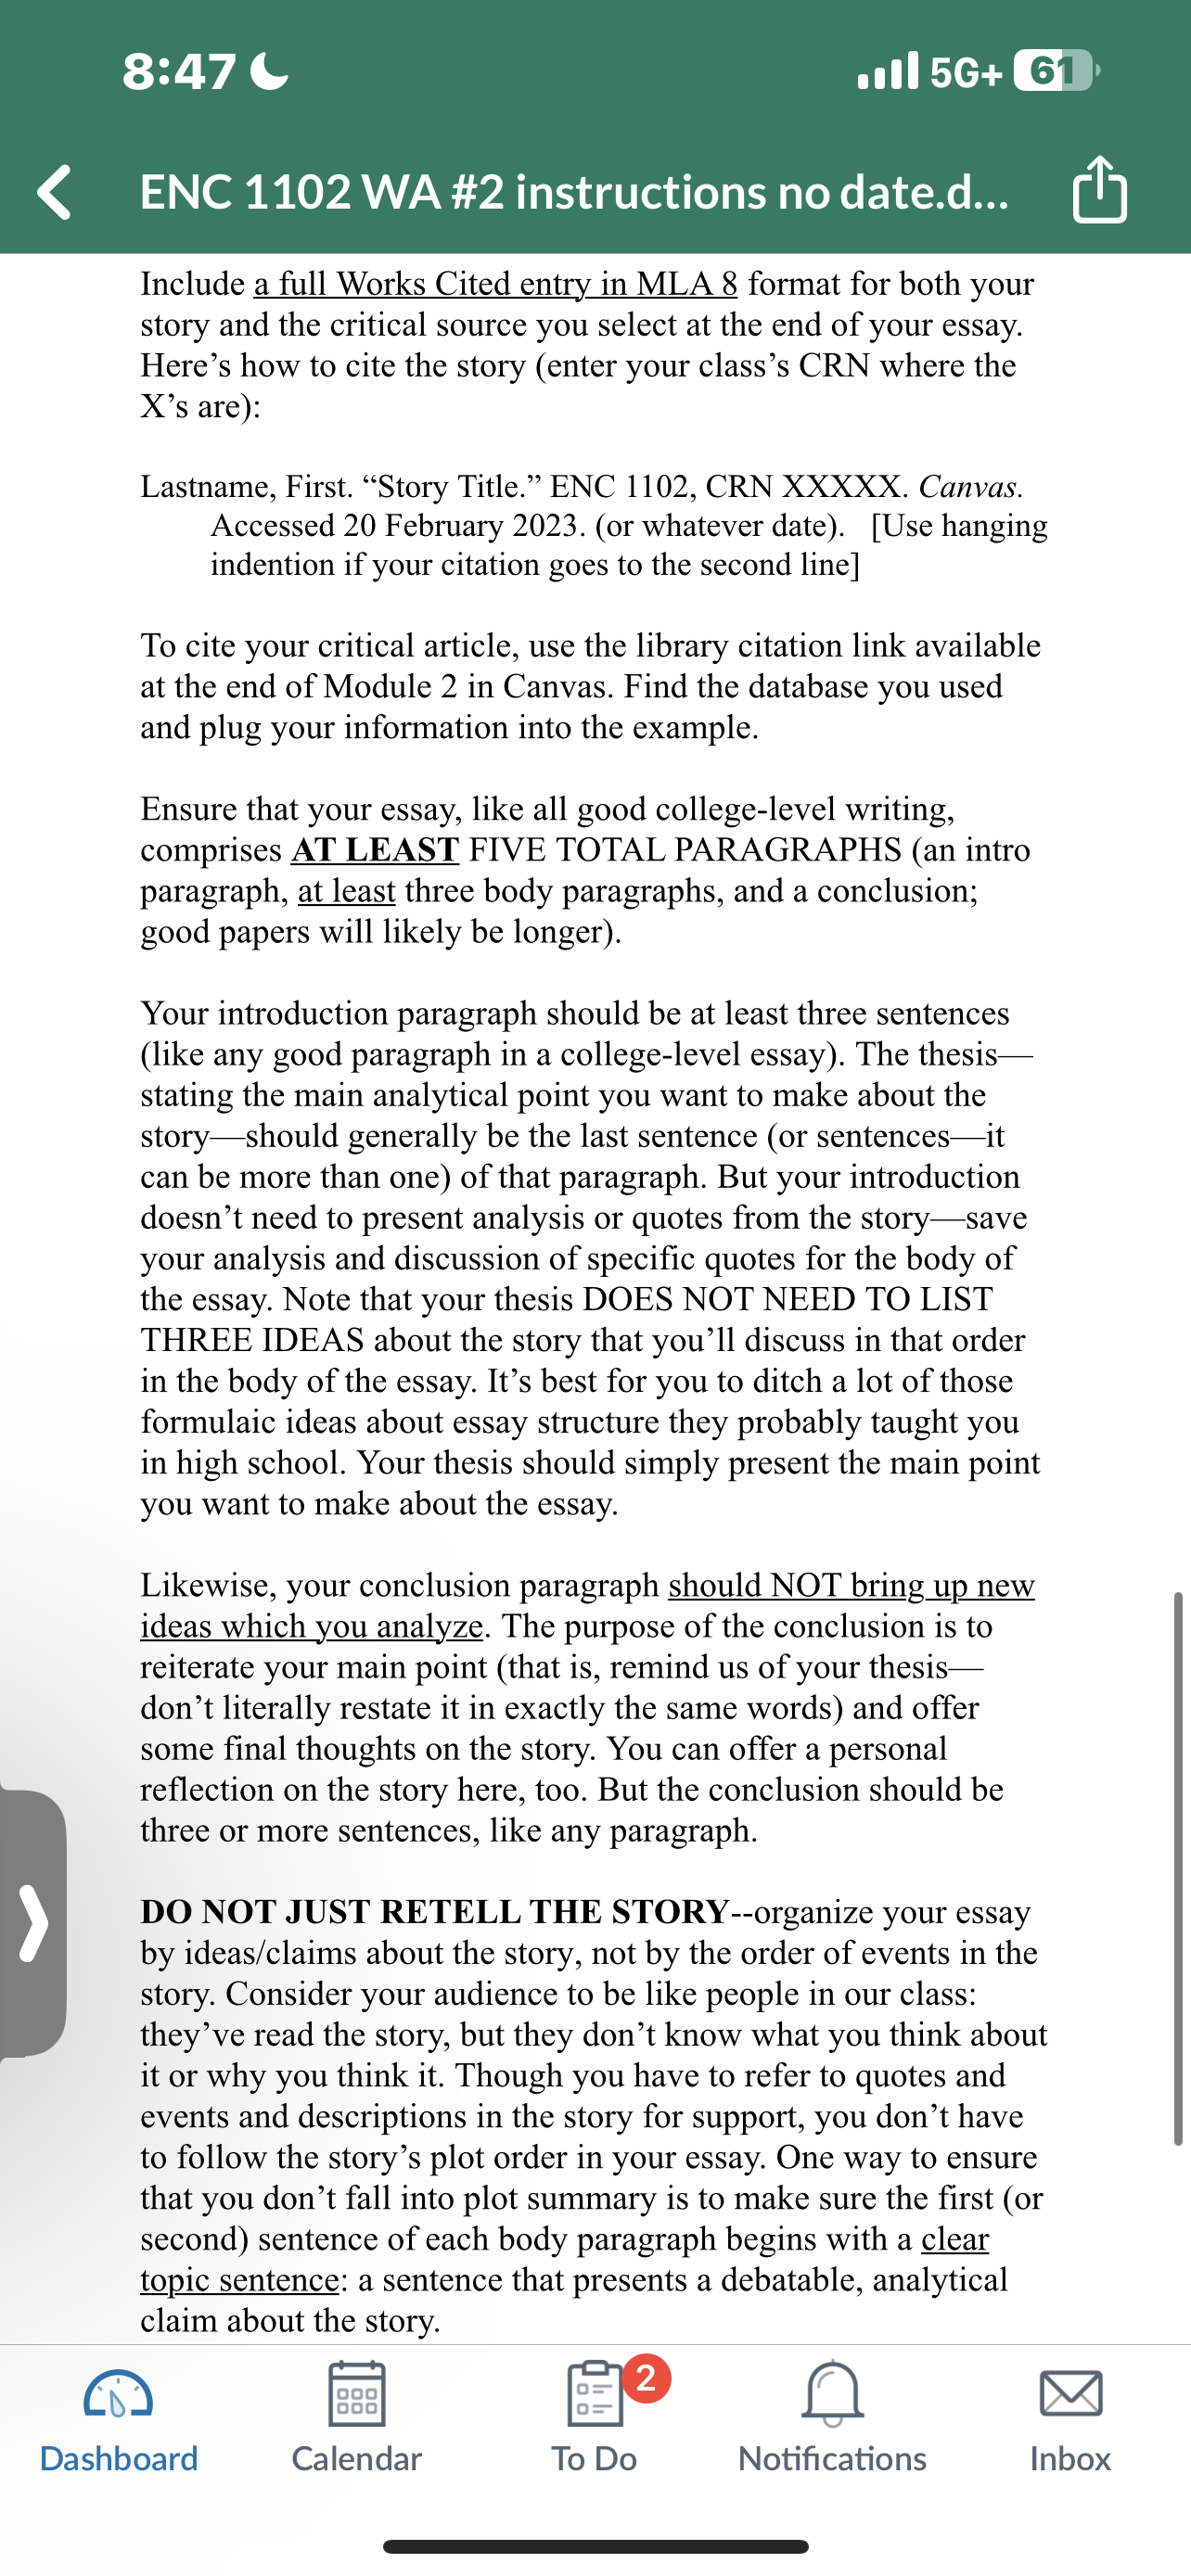 8:47
5G+ 61
ENC 1102 WA #2 instructions no date.d...
Include a full Works Cited entry in MLA 8 format for both your
story and the critical source you select at the end of your essay.
Here’s how to cite the story (enter your class’s CRN where the
X’s are):
Lastname, First. “Story Title.” ENC 1102, CRN XXXXX. Canvas.
Accessed 20 February 2023. (or whatever date). [Use hanging
indention if your citation goes to the second line]
To cite your critical article, use the library citation link available
at the end of Module 2 in Canvas. Find the database you used
and plug your information into the example.
Ensure that your essay, like all good college-level writing,
comprises AT LEAST FIVE TOTAL PARAGRAPHS (an intro
paragraph, at least three body paragraphs, and a conclusion;
good papers will likely be longer).
Your introduction paragraph should be at least three sentences
(like any good paragraph in a college-level essay). The thesis—
stating the main analytical point you want to make about the
story—should generally be the last sentence (or sentences—it
can be more than one) of that paragraph. But your introduction
doesn’t need to present analysis or quotes from the story—save
your analysis and discussion of specific quotes for the body of
the essay. Note that your thesis DOES NOT NEED TO LIST
THREE IDEAS about the story that you’ll discuss in that order
in the body of the essay. It’s best for you to ditch a lot of those
formulaic ideas about essay structure they probably taught you
in high school. Your thesis should simply present the main point
you want to make about the essay.
Likewise, your conclusion paragraph should NOT bring up new
ideas which you analyze. The purpose of the conclusion is to
reiterate your main point (that is, remind us of your thesis—
don’t literally restate it in exactly the same words) and offer
some final thoughts on the story. You can offer a personal
reflection on the story here, too. But the conclusion should be
three or more sentences, like any paragraph.
DO NOT JUST RETELL THE STORY--organize your essay
by ideas/claims about the story, not by the order of events in the
story. Consider your audience to be like people in our class:
they’ve read the story, but they don’t know what you think about
it or why you think it. Though you have to refer to quotes and
events and descriptions in the story for support, you don’t have
to follow the story’s plot order in your essay. One way to ensure
that you don’t fall into plot summary is to make sure the first (or
second) sentence of each body paragraph begins with a clear
topic sentence: a sentence that presents a debatable, analytical
claim about the story.
2
Dashboard Calendar To Do Notifications Inbox